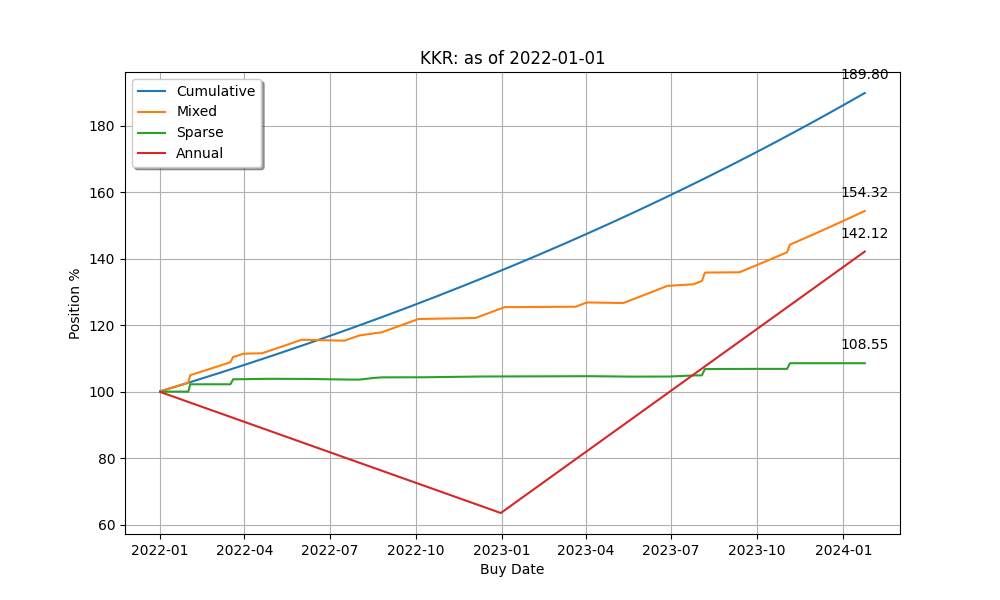 KKR: as of 2022-01-01
Cumulative
Mixed
Sparse
Annual
189.80
154.32
142.12
108.55
Position %
180
160
140
120
100
80
60
2022-01 2022-04 2022-07 2022-10 2023-01 2023-04 2023-07 2023-10 2024-01
Buy Date